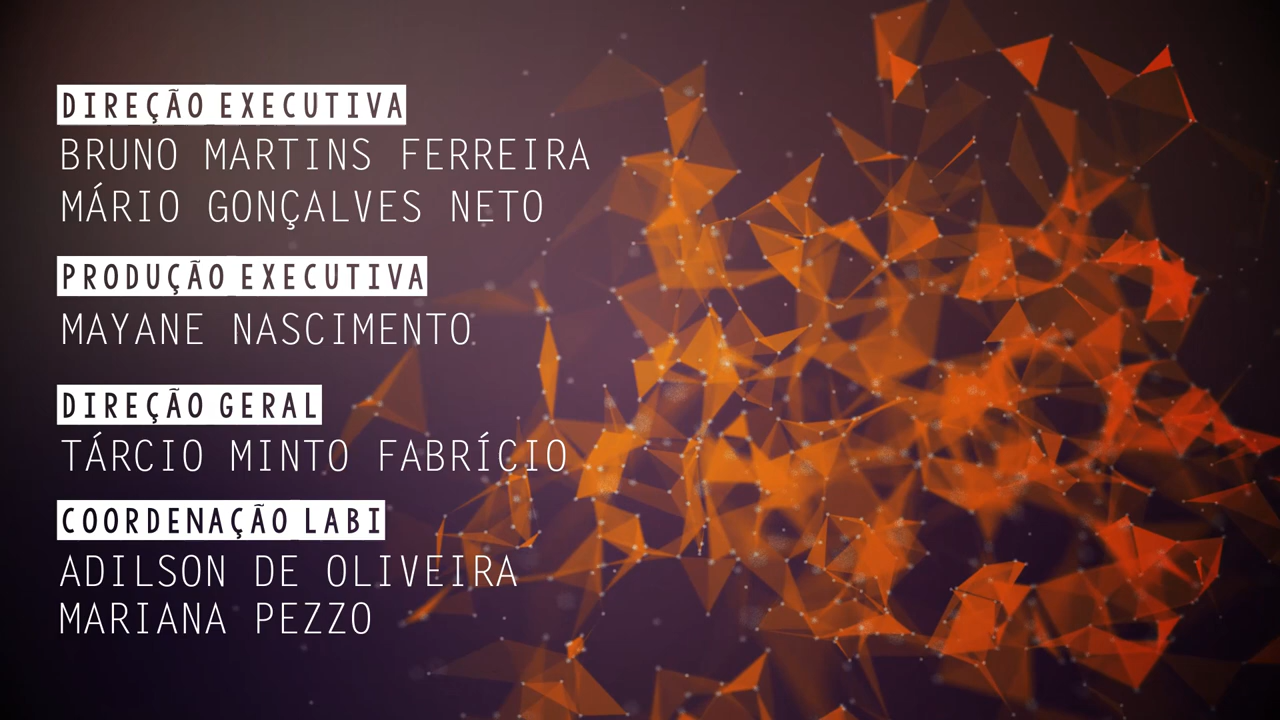 DIREÇÃO EXECUTIVA
BRUNO MARTINS FERREIRA
MÁRIO GONÇALVES NETO
PRODUÇÃO EXECUTIVA
MAYANE NASCIMENTO
DIREÇÃO GERAL
TÁRCIO MINTO FABRÍCIO
COORDENAÇÃO LABI
ADILSON DE OLIVEIRA
MARIANA PEZZO